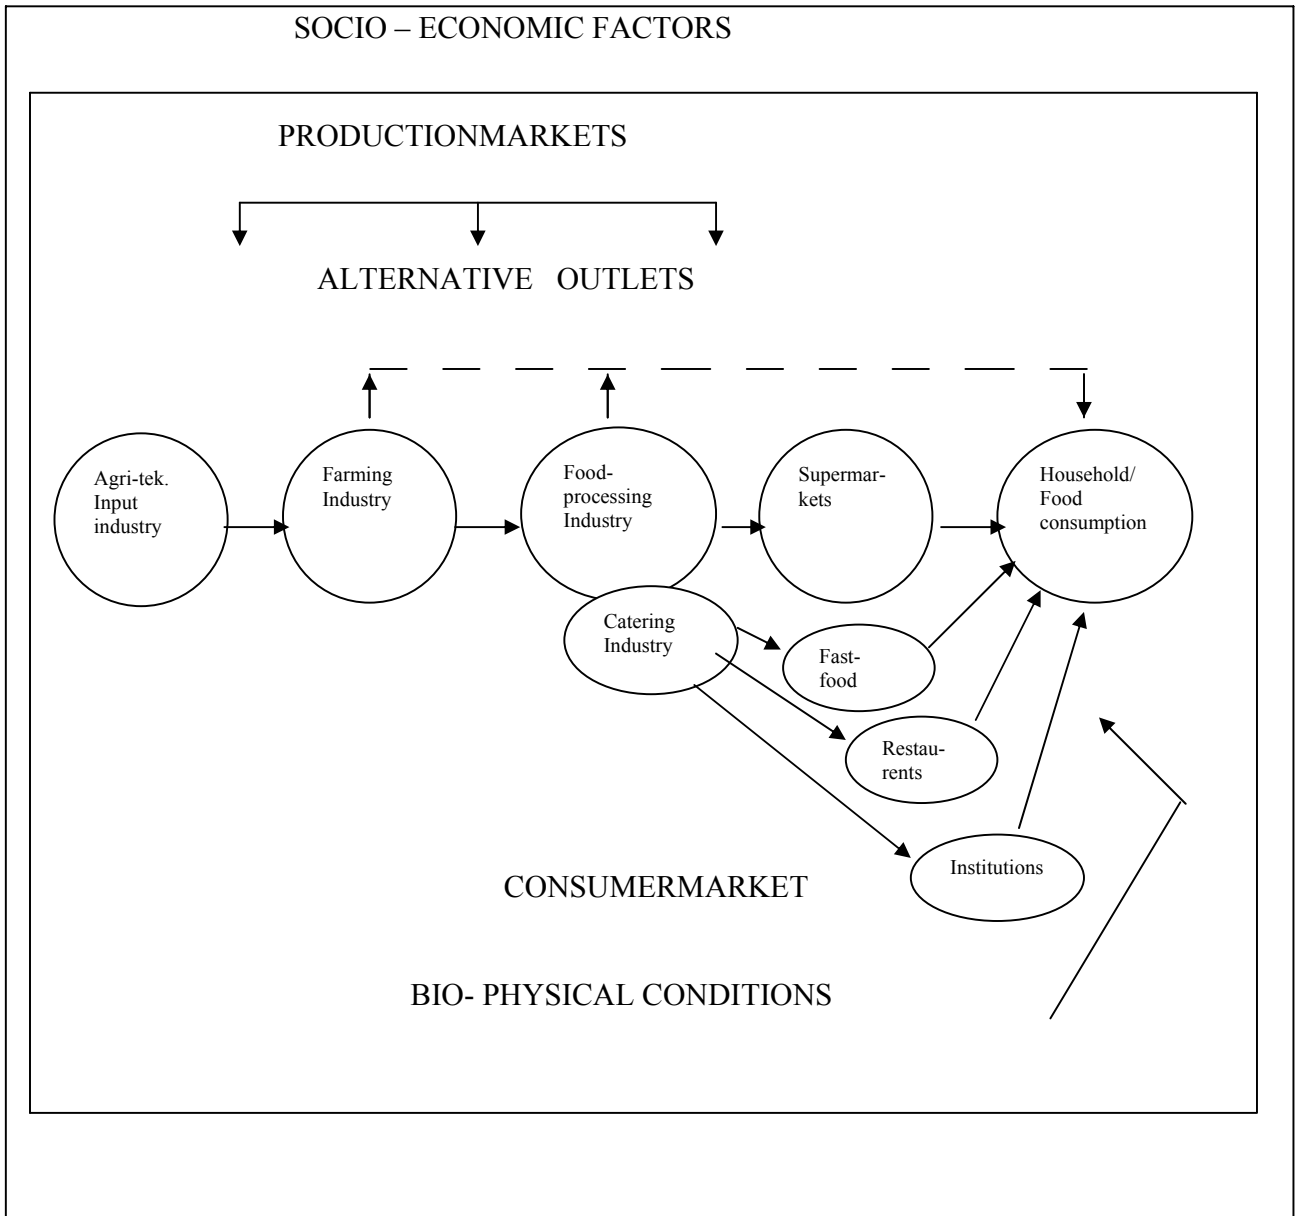 SOCIO – ECONOMIC FACTORS
PRODUCTIONMARKETS
ALTERNATIVE OUTLETS
Agri-tek.
Input
industry
Farming
Industry
Food-
processing
Industry
Supermar-
kets
Household/
Food
consumption
Catering
Industry
Fast-
food
Restau-
rents
Institutions
CONSUMERMARKET
BIO- PHYSICAL CONDITIONS